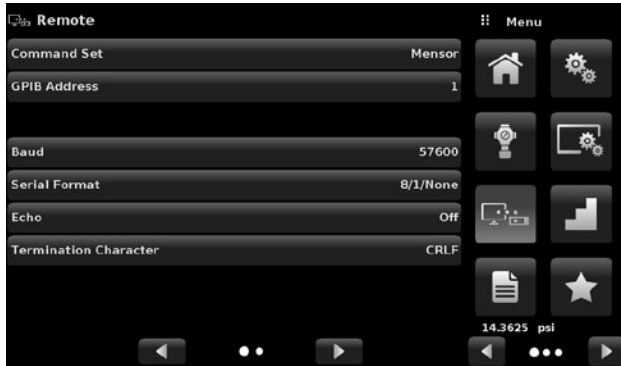 Remote
Menu
Command Set Mensor
GPIB Address 1
Baud 57600
Serial Format 8/1/None
Echo Off
Termination Character CRLF
14.3625 psi